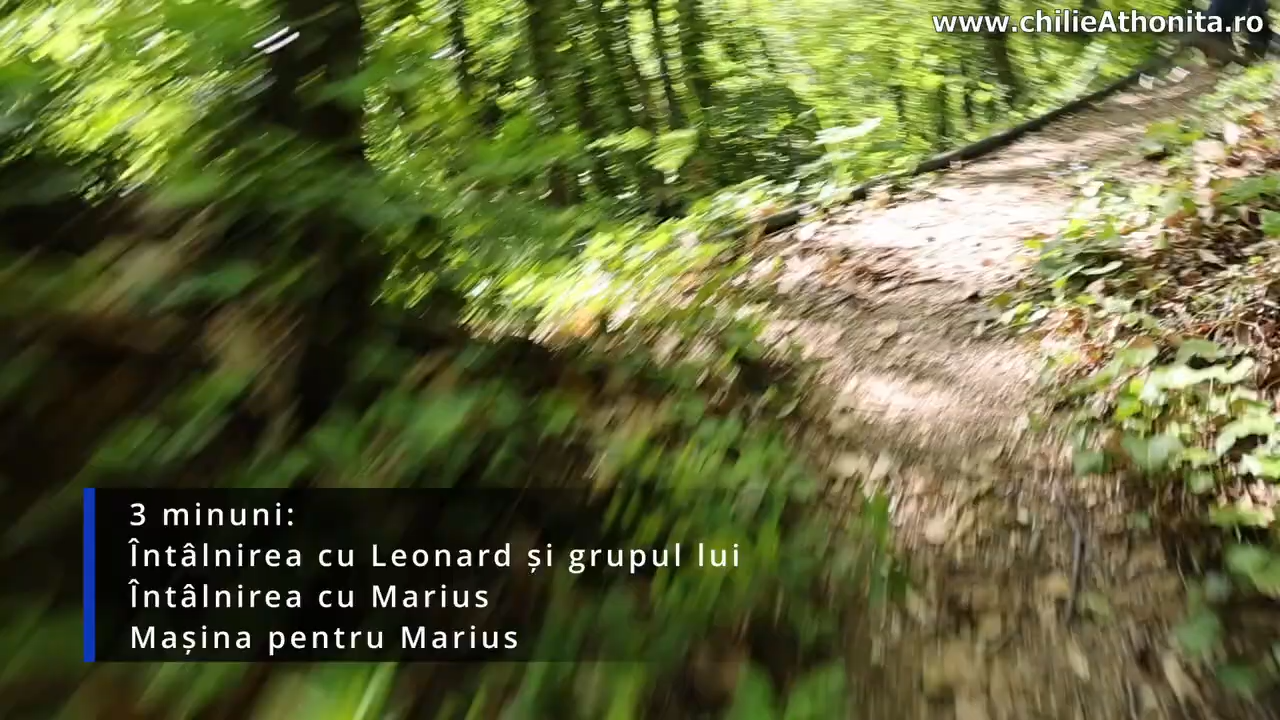 www.chilieAthonita.ro
3 minuni:
Întâlnirea cu Leonard și grupul lui
Întâlnirea cu Marius
Mașina pentru Marius